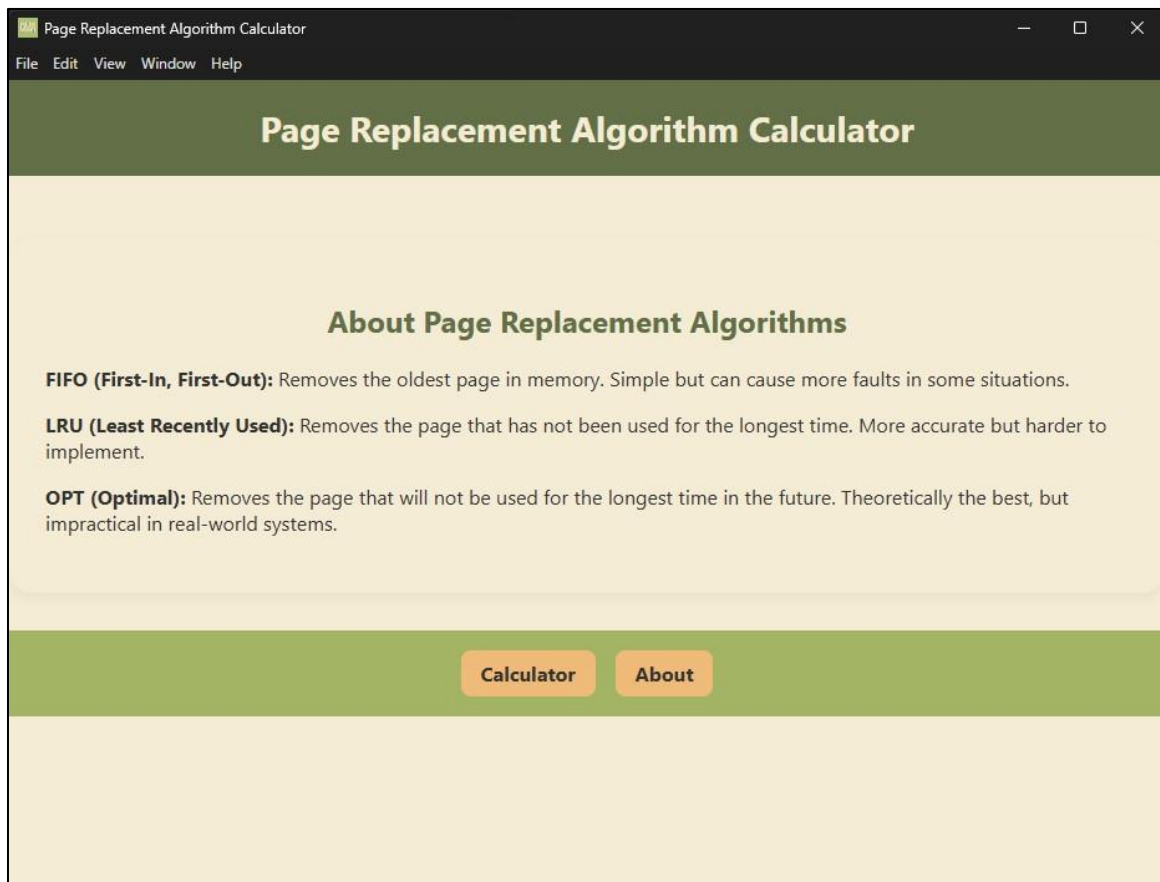 Page Replacement Algorithm Calculator
File Edit View Window Help
Page Replacement Algorithm Calculator
About Page Replacement Algorithms
FIFO (First-In, First-Out): Removes the oldest page in memory. Simple but can cause more faults in some situations.
LRU (Least Recently Used): Removes the page that has not been used for the longest time. More accurate but harder to
implement.
OPT (Optimal): Removes the page that will not be used for the longest time in the future. Theoretically the best, but
impractical in real-world systems.
Calculator About